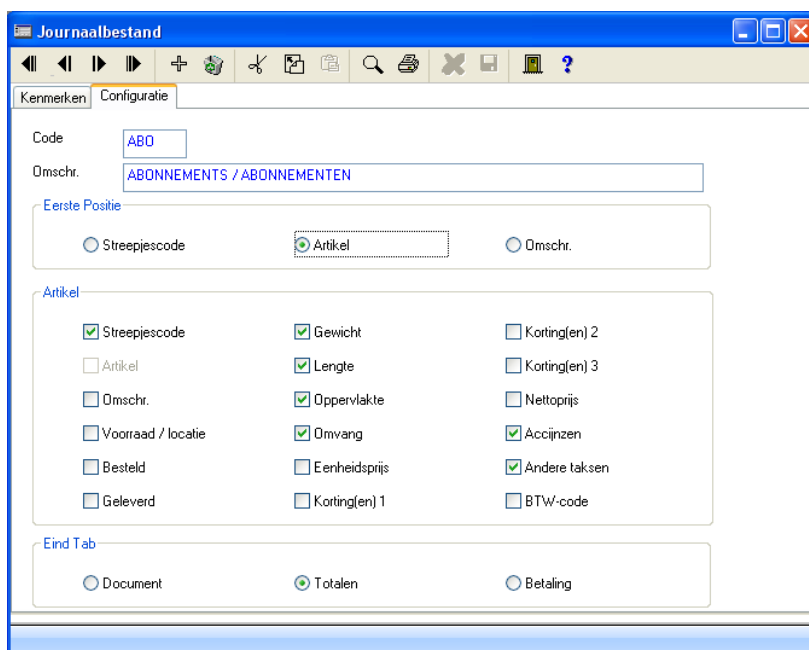 Journaalbestand
Kenmerken Configuratie
Code ABO
Omschr. ABONNEMENTS / ABONNEMENTEN
Eerste Positie
Streepjescode Artikel Omschr.
Artikel
Streepjescode Gewicht Korting(en) 2
Artikel Lengte Korting(en) 3
Omschr. Oppervlakte Nettoprijs
Voorraad / locatie Omvang Accijnzen
Besteld Eenheidsprijs Andere taksen
Geleverd Korting(en) 1 BTW-code
Eind Tab
Document Totalen Betaling